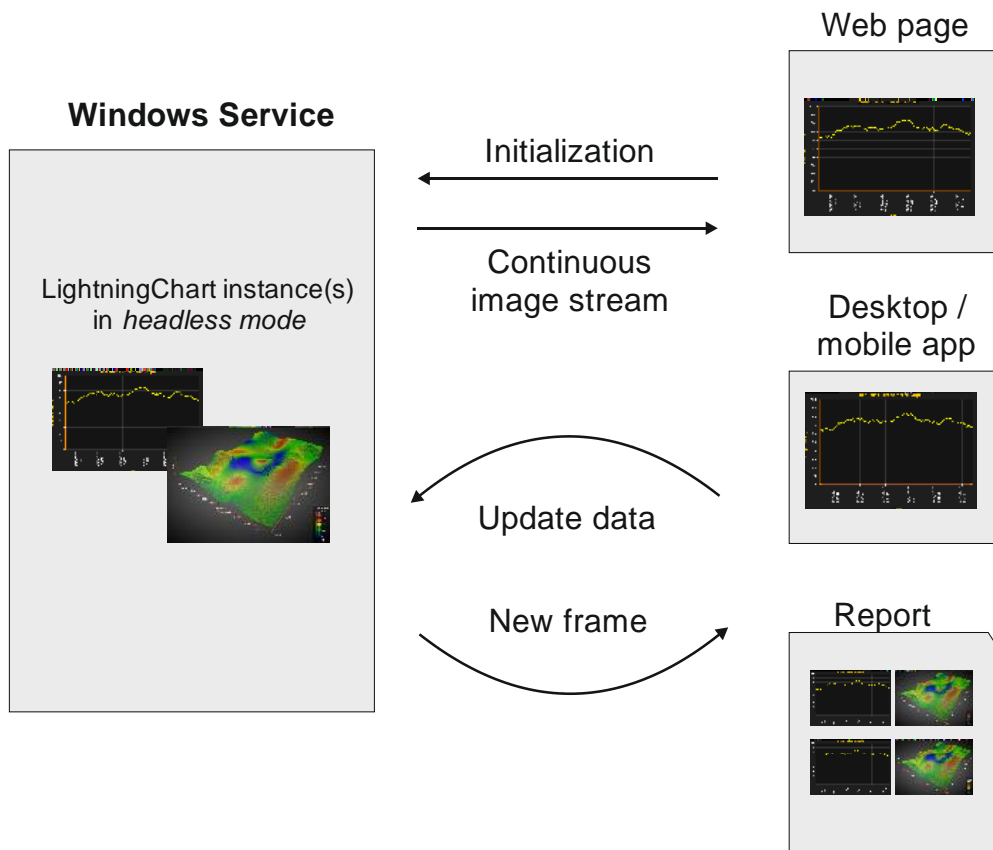 Web page
Windows Service
Initialization
Continuous
image stream
LightningChart instance(s)
in headless mode
Desktop /
mobile app
Update data
New frame
Report